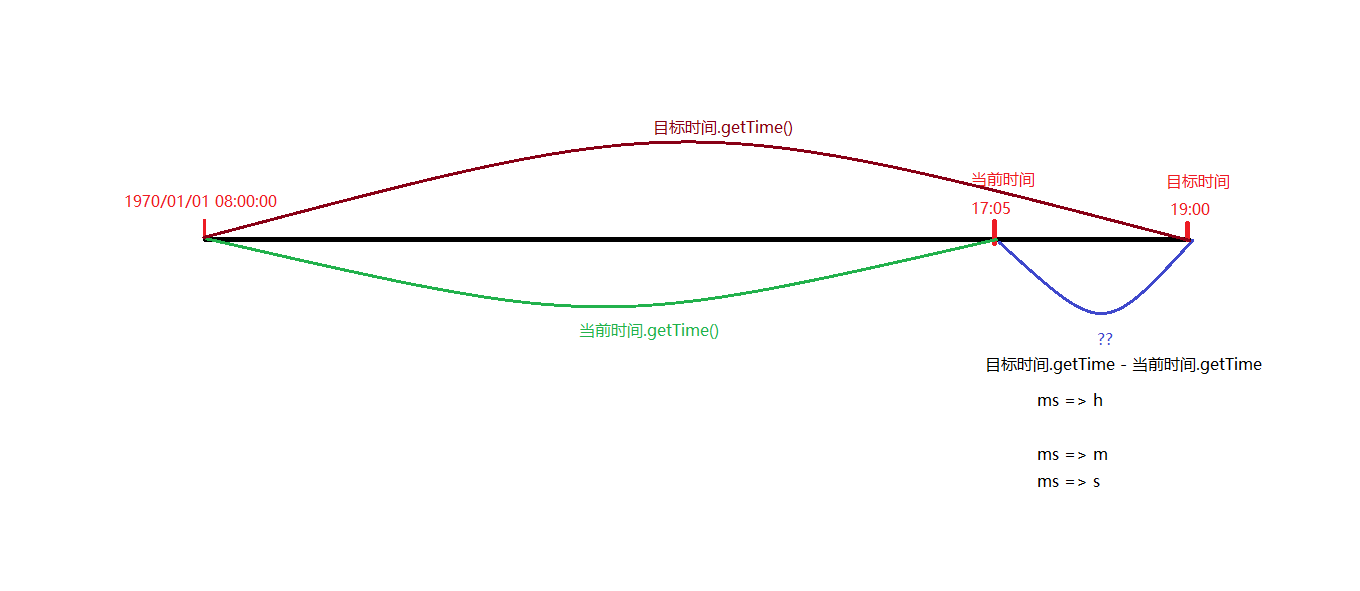 目标时间.getTime()
1970/01/01 08:00:00
当前时间
17:05
目标时间
19:00
当前时间.getTime()
??
目标时间.getTime - 当前时间.getTime
ms => h
ms => m
ms => s